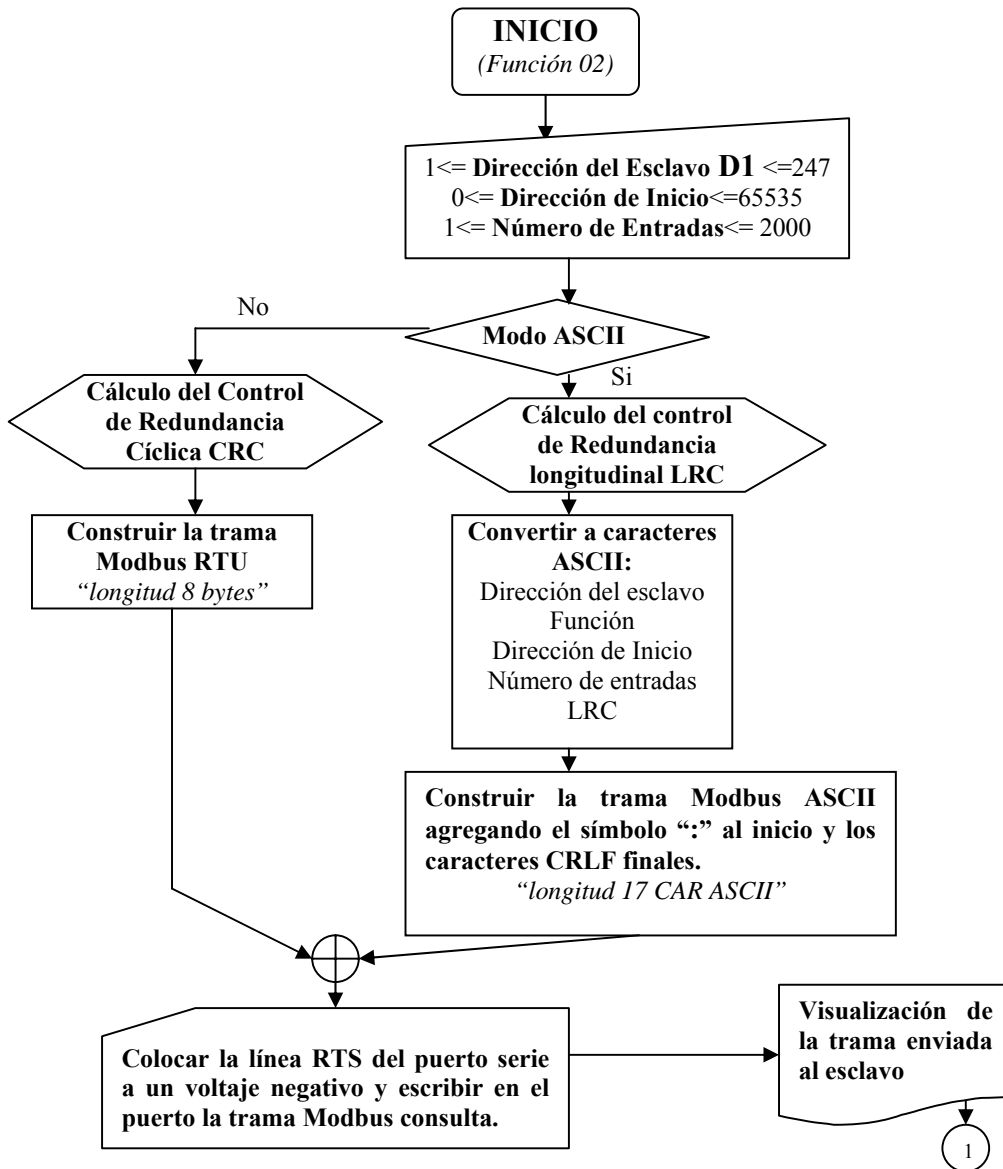 INICIO
(Función 02)
1<= Dirección del Esclavo D1 <=247
0<= Dirección de Inicio<=65535
1<= Número de Entradas<= 2000
No
Modo ASCII
Si
Cálculo del Control
de Redundancia
Cíclica CRC
Cálculo del control
de Redundancia
longitudinal LRC
Construir la trama
Modbus RTU
“longitud 8 bytes”
Convertir a caracteres
ASCII:
Dirección del esclavo
Función
Dirección de Inicio
Número de entradas
LRC
Construir la trama Modbus ASCII
agregando el símbolo “:” al inicio y los
caracteres CRLF finales.
“longitud 17 CAR ASCII”
Colocar la línea RTS del puerto serie
a un voltaje negativo y escribir en el
puerto la trama Modbus consulta.
Visualización de
la trama enviada
al esclavo
1